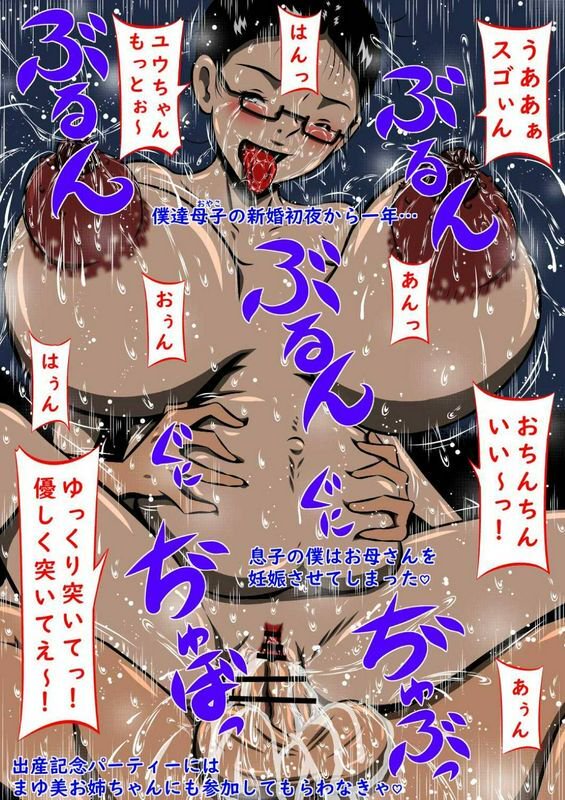 うああぁ
スゴぃん
はんっ
ユウちゃん
もっとぉ～
ぶるん
ぶるん
僕達母子の新婚初夜から一年…
おやこ
あんっ
ぶるん
おぅん
はぅん
おちんちん
いい～っ！
ぐに
ぐに
ゆっくり突いてっ！
優しく突いてぇ～！
息子の僕はお母さんを
妊娠させてしまった♡
ぢゅぶっ
ぢゅぼっ
あぅん
出産記念パーティーには
まゆ美お姉ちゃんにも参加してもらわなきゃ♡